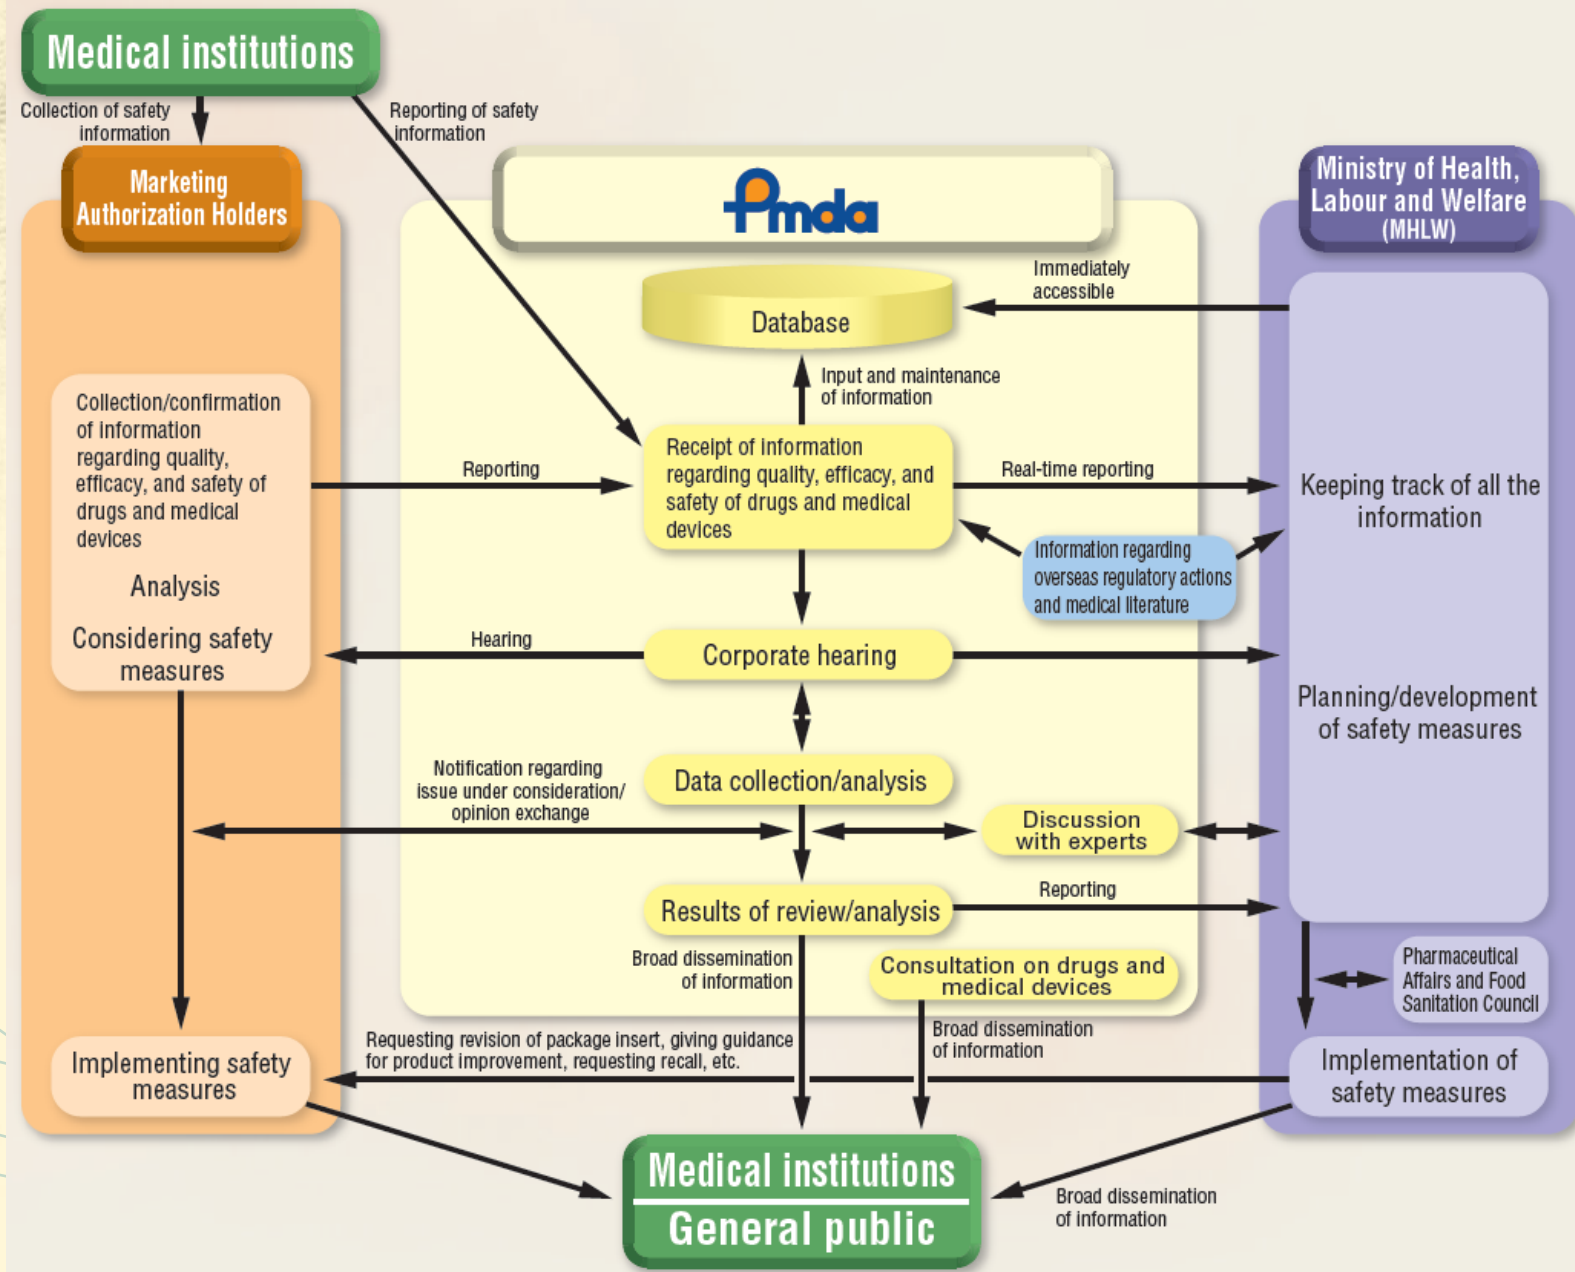 Medical institutions
Collection of safety
information
Reporting of safety
information
Marketing
Authorization Holders
Pmda
Ministry of Health,
Labour and Welfare
(MHLW)
Immediately
accessible
Database
Input and maintenance
of information
Collection/confirmation
of information
regarding quality,
efficacy, and safety of
drugs and medical
devices
Analysis
Considering safety
measures
Reporting
Receipt of information
regarding quality, efficacy, and
safety of drugs and medical
devices
Real-time reporting
Keeping track of all the
information
Information regarding
overseas regulatory actions
and medical literature
Hearing
Corporate hearing
Planning/development
of safety measures
Notification regarding
issue under consideration/
opinion exchange
Data collection/analysis
Discussion
with experts
Results of review/analysis
Reporting
Broad dissemination
of information
Consultation on drugs and
medical devices
Pharmaceutical
Affairs and Food
Sanitation Council
Broad dissemination
of information
Requesting revision of package insert, giving guidance
for product improvement, requesting recall, etc.
Implementing safety
measures
Implementation of
safety measures
Medical institutions
General public
Broad dissemination
of information